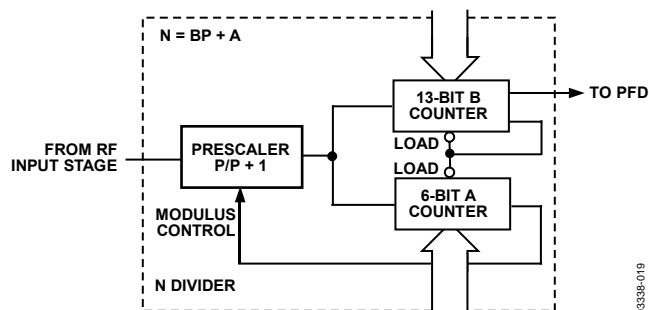 N = BP + A
13-BIT B
COUNTER
TO PFD
LOAD
FROM RF
INPUT STAGE
PRESCALER
P/P + 1
LOAD
6-BIT A
COUNTER
MODULUS
CONTROL
N DIVIDER
03338-019